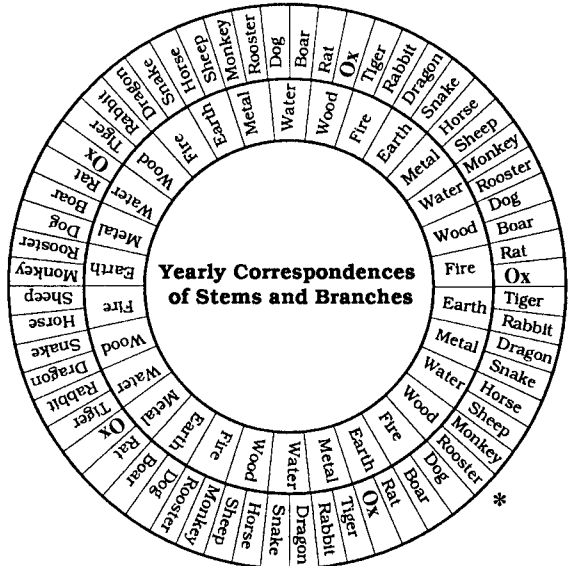 Boar
Rat
Ox
Tiger
Rabbit
Dragon
Snake
Horse
Sheep
Monkey
Rooster
Dog
Boar
Rat
Ox
Tiger
Rabbit
Dragon
Snake
Horse
Sheep
Monkey
Rooster
Dog
Boar
Rat
Ox
Tiger
Rabbit
Dragon
Snake
Horse
Sheep
Monkey
Rooster
Dog
Boar
Rat
Ox
Tiger
Rabbit
Dragon
Snake
Horse
Sheep
Monkey
Rooster
Dog
Boar
Rat
Ox
Tiger
Rabbit
Dragon
Snake
Horse
Sheep
Monkey
Rooster
Dog
Water
Wood
Fire
Earth
Metal
Water
Wood
Fire
Earth
Metal
Water
Wood
Fire
Earth
Metal
Water
Wood
Fire
Earth
Metal
Water
Wood
Fire
Earth
Metal
Water
Wood
Fire
Earth
Metal
Yearly Correspondences
of Stems and Branches
*